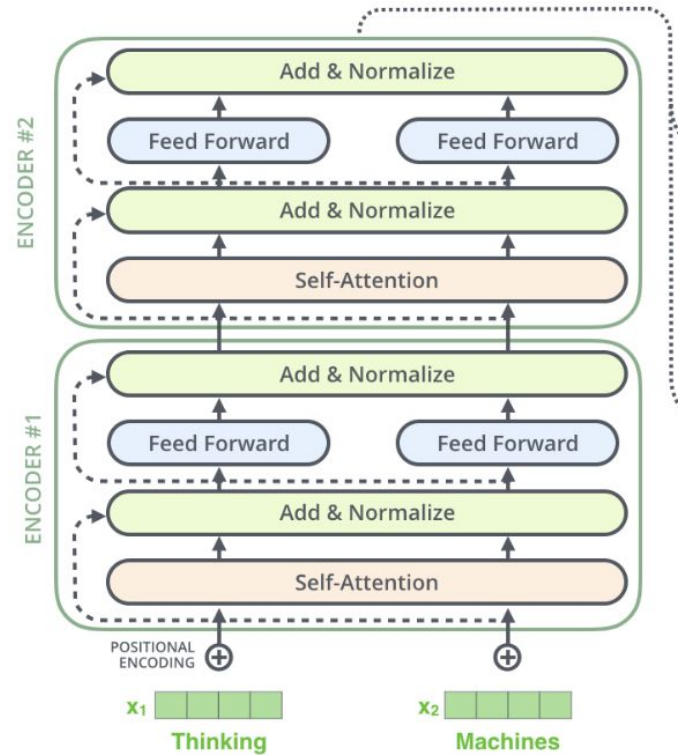 ENCODER #2
Add & Normalize
Feed Forward Feed Forward
Add & Normalize
Self-Attention
ENCODER #1
Add & Normalize
Feed Forward Feed Forward
Add & Normalize
Self-Attention
POSITIONAL
ENCODING
x1 x2
Thinking Machines